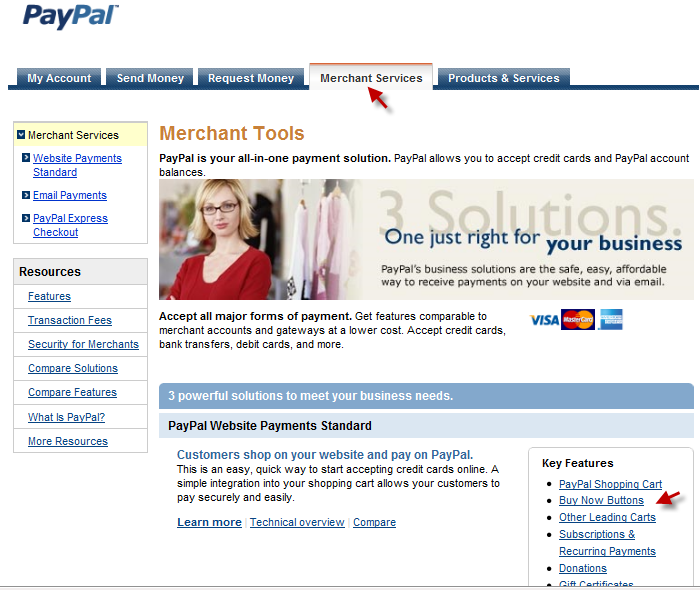 PayPal™
My Account
Send Money
Request Money
Merchant Services
Products & Services
Merchant Services
Website Payments
Standard
Email Payments
PayPal Express
Checkout
Resources
Features
Transaction Fees
Security for Merchants
Compare Solutions
Compare Features
What Is PayPal?
More Resources
Merchant Tools
PayPal is your all-in-one payment solution. PayPal allows you to accept credit cards and PayPal account
balances.
3 Solutions.
One just right for your business
PayPal's business solutions are the safe, easy, affordable
way to receive payments on your website and via email.
Accept all major forms of payment. Get features comparable to
merchant accounts and gateways at a lower cost. Accept credit cards,
bank transfers, debit cards, and more.
VISA MasterCard
3 powerful solutions to meet your business needs.
PayPal Website Payments Standard
Customers shop on your website and pay on PayPal.
This is an easy, quick way to start accepting credit cards online. A
simple integration into your shopping cart allows your customers to
pay securely and easily.
Learn more | Technical overview | Compare
Key Features
PayPal Shopping Cart
Buy Now Buttons
Other Leading Carts
Subscriptions &
Recurring Payments
Donations
Gift Certificates